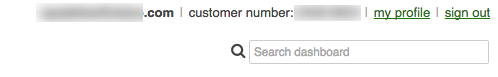 .com | customer number: | my profile | sign out
Search dashboard